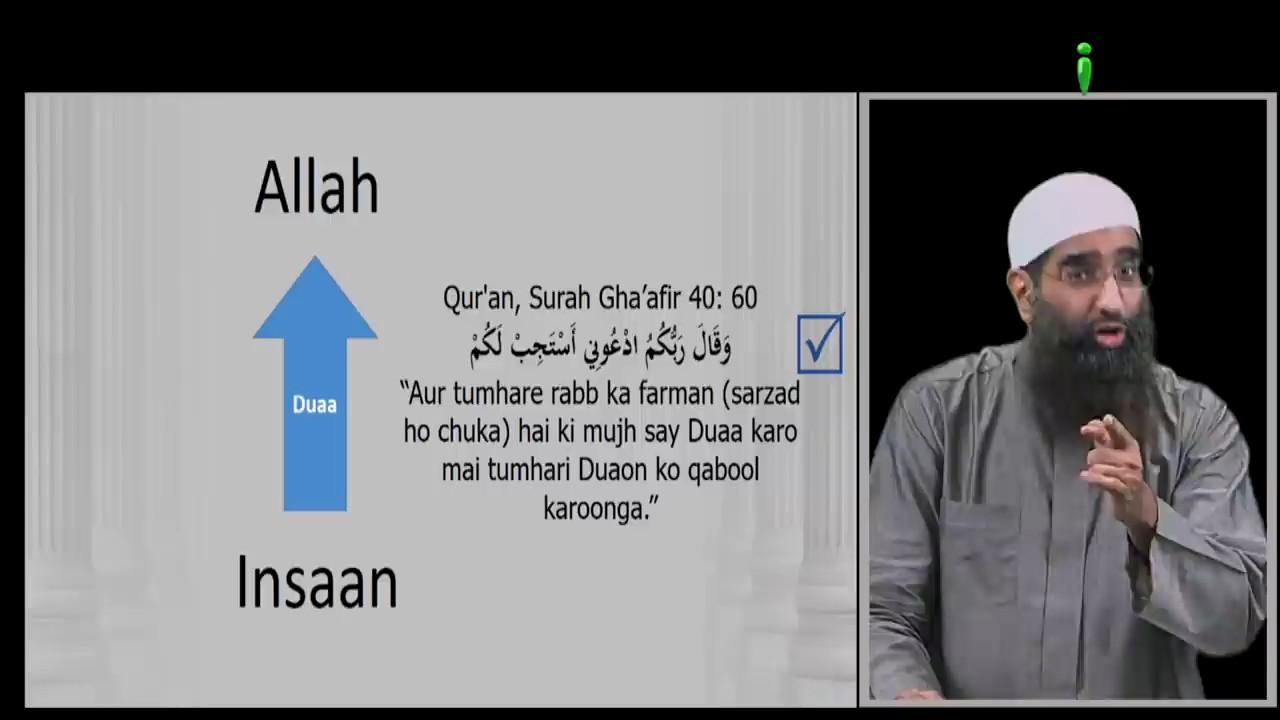 Allah
Duaa
Insaan
Qur'an, Surah Gha’afir 40: 60
وَقَالَ رَبُّكُمُ ادْعُونِي أَسْتَجِبْ لَكُمْ
“Aur tumhare rabb ka farman (sarzad
ho chuka) hai ki mujh say Duaa karo
mai tumhari Duaon ko qabool
karoonga.”